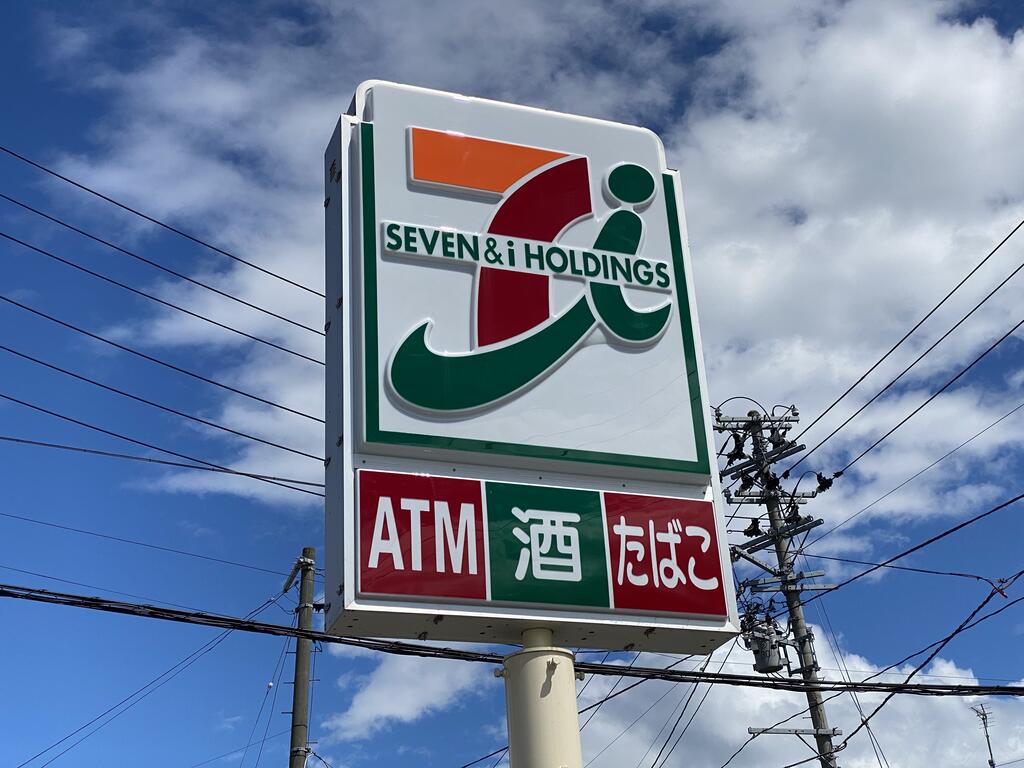 SEVEN&i HOLDINGS
ATM 酒 たばこ